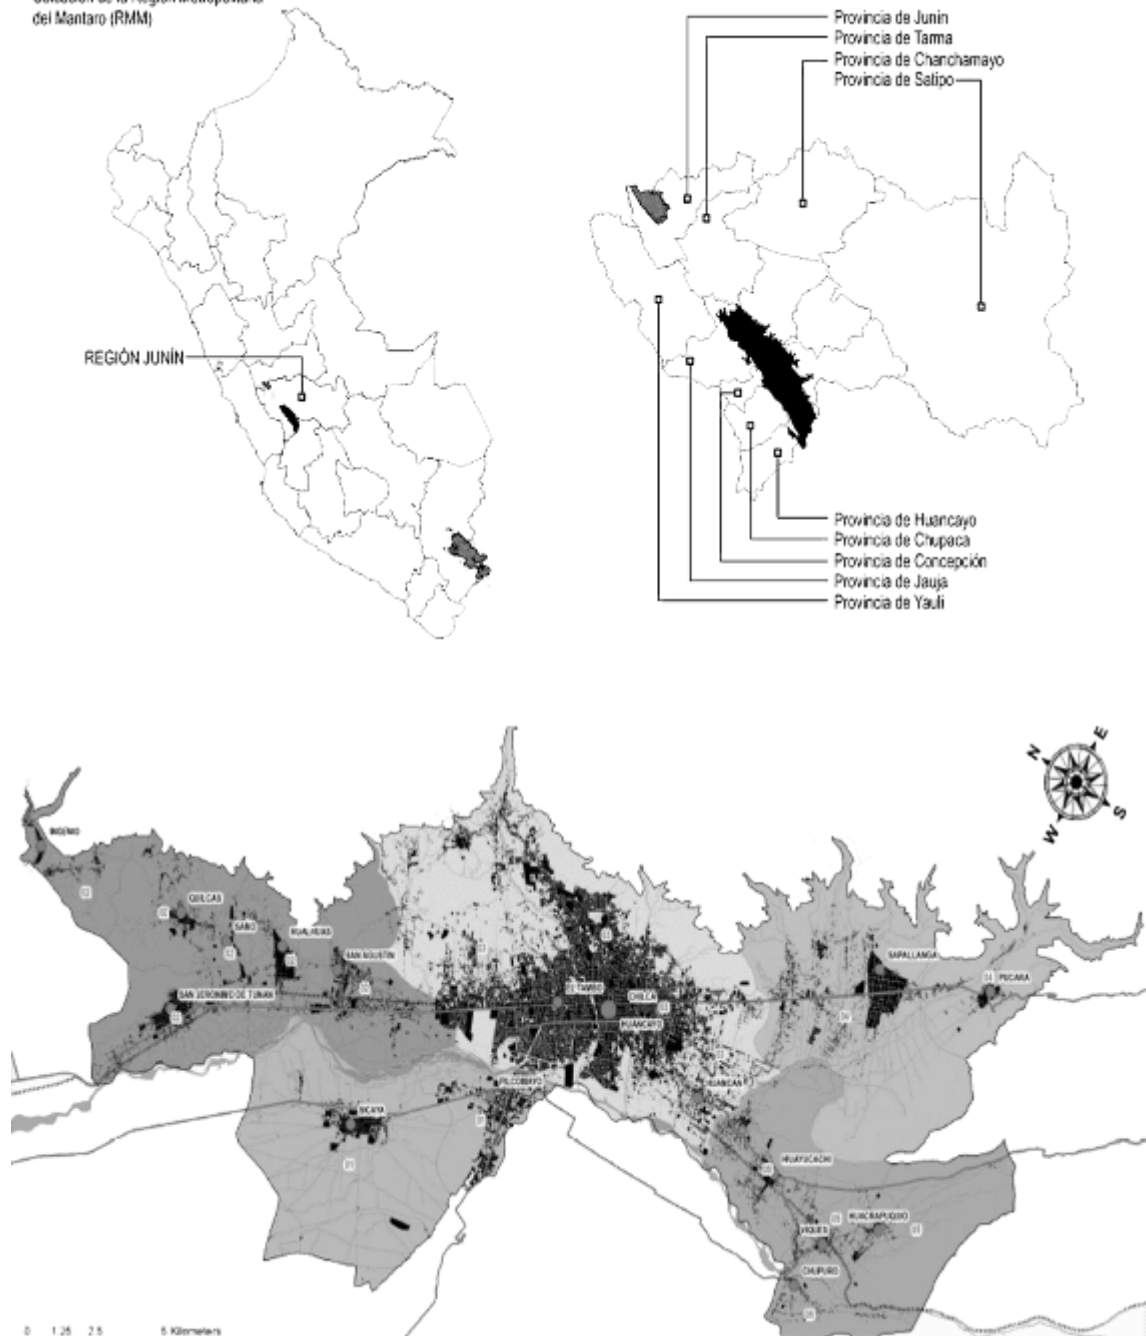 del Mantaro (RMM)
REGIÓN JUNÍN
Provincia de Junín
Provincia de Tarma
Provincia de Chanchamayo
Provincia de Satipo
Provincia de Huancayo
Provincia de Chupaca
Provincia de Concepción
Provincia de Jauja
Provincia de Yauli
N
E
W
S
INGENIO
QUILCAS
SAÑO
HUALHUAS
SAN AGUSTIN
SAN JERONIMO DE TUNAN
EL TAMBO
CHILCA
HUANCAYO
SAPALLANGA
PUCARA
PILCOMAYO
HUANCAN
SICAYA
HUAYUCACHI
VIQUES
HUACRAPUQUIO
CHUPURO
0 1.25 2.5 5 Kilometers